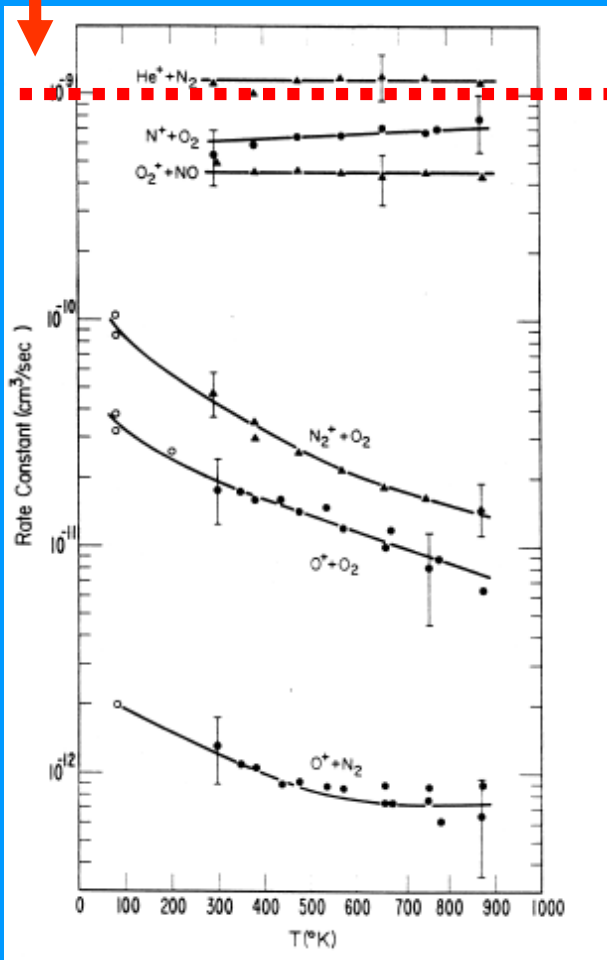 He⁺+N₂
10⁻⁹
N⁺+O₂
O₂⁺+NO
10⁻¹⁰
N₂⁺+O₂
Rate Constant (cm³/sec)
10⁻¹¹
O⁺+O₂
10⁻¹²
O⁺+N₂
0 100 200 300 400 500 600 700 800 900 1000
T(°K)